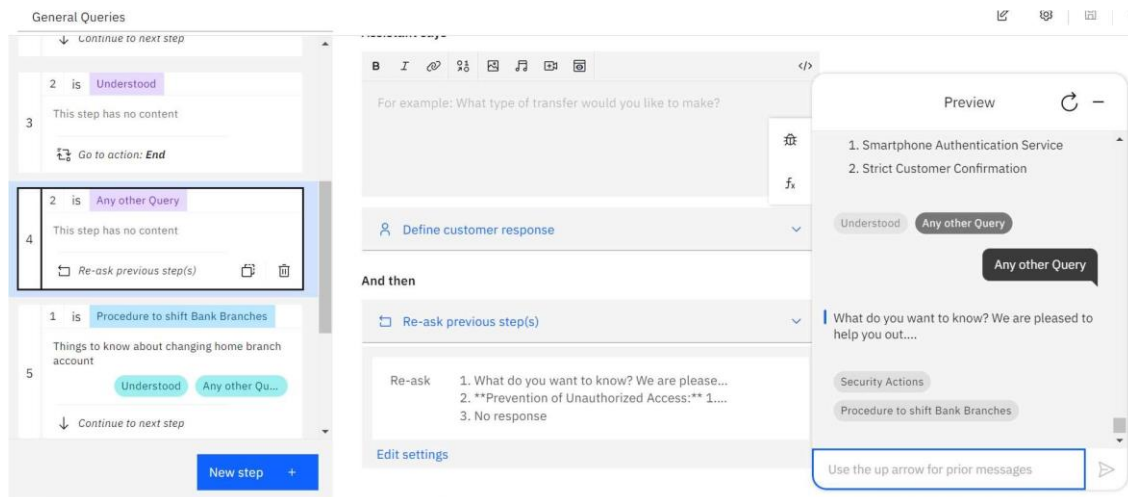 General Queries
Continue to next step
2 is Understood
This step has no content
3
Go to action: End
2 is Any other Query
This step has no content
4
Re-ask previous step(s)
1 is Procedure to shift Bank Branches
Things to know about changing home branch
account
5
Understood Any other Qu...
Continue to next step
New step +
Assistant says
B I </>
For example: What type of transfer would you like to make?
fx
Define customer response
And then
Re-ask previous step(s)
Re-ask 1. What do you want to know? We are please...
2. **Prevention of Unauthorized Access:** 1....
3. No response
Edit settings
Preview
1. Smartphone Authentication Service
2. Strict Customer Confirmation
Understood Any other Query
Any other Query
What do you want to know? We are pleased to
help you out....
Security Actions
Procedure to shift Bank Branches
Use the up arrow for prior messages